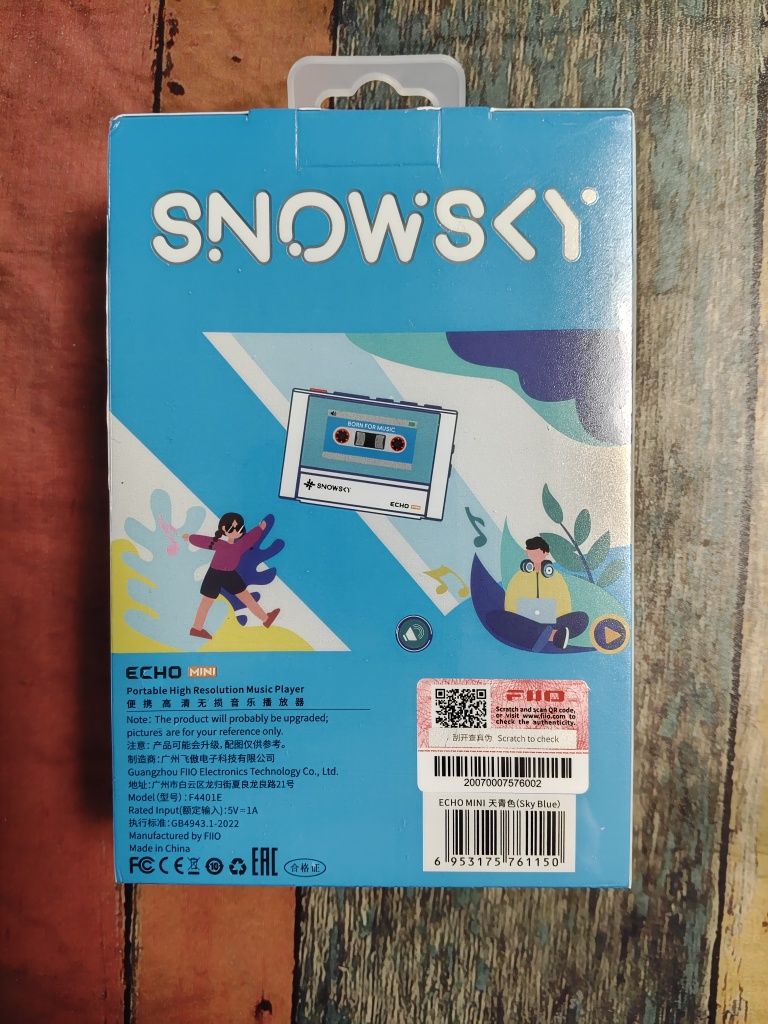 SNOWSKY
BORN FOR MUSIC
SNOWSKY
ECHO MINI
ECHO MINI
Portable High Resolution Music Player
便携高清无损音乐播放器
Note: The product will probably be upgraded;
pictures are for your reference only.
注意: 产品可能会升级, 配图仅供参考。
制造商: 广州飞傲电子科技有限公司
Guangzhou FIIO Electronics Technology Co., Ltd.
地址: 广州市白云区龙归街夏良龙良路21号
Model(型号): F4401E
Rated Input(额定输入): 5V⎓1A
执行标准: GB4943.1-2022
Manufactured by FIIO
Made in China
FC CE 10 EAC 合格证
FIIO
Scratch and scan QR code,
or visit www.fiio.com to
check the authenticity.
刮开查真伪 Scratch to check
20070007576002
ECHO MINI 天青色(Sky Blue)
6 953175 761150